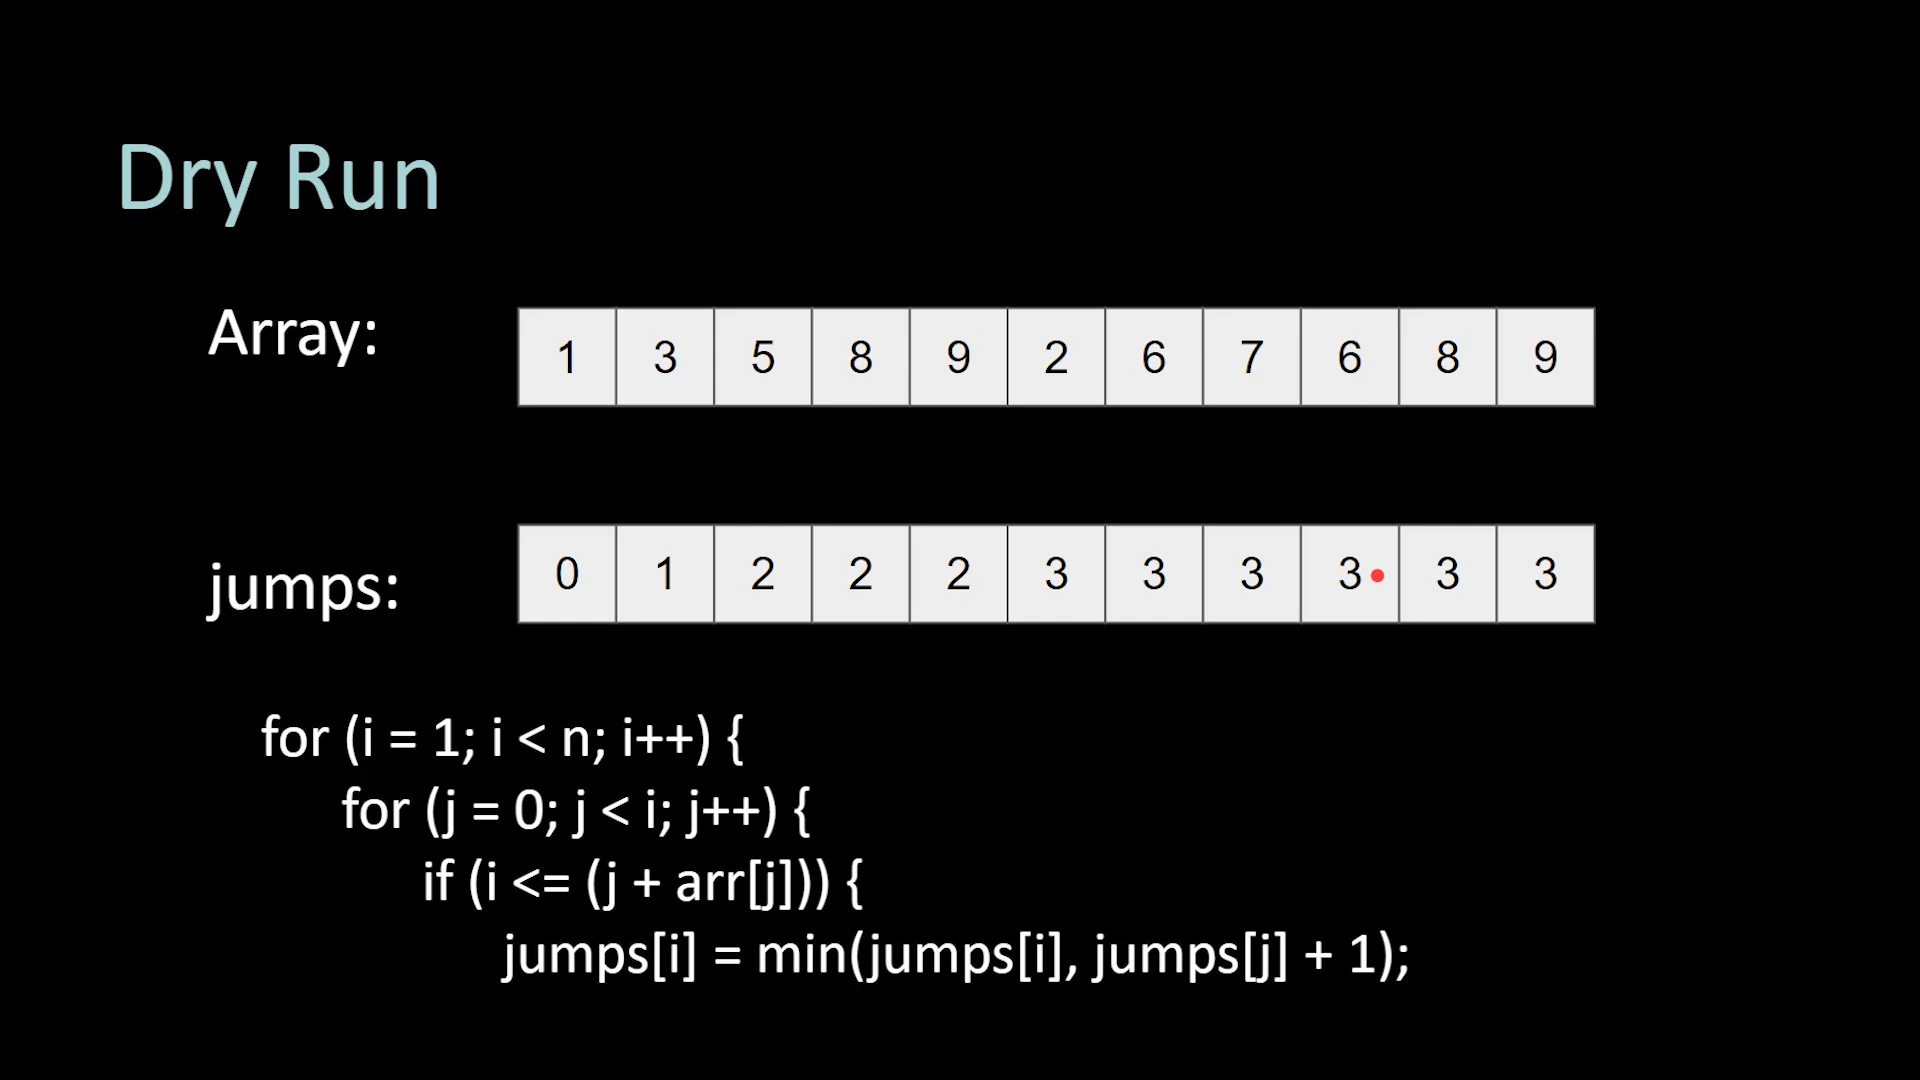 Dry Run
Array: 1 3 5 8 9 2 6 7 6 8 9
jumps: 0 1 2 2 2 3 3 3 3 3 3
for (i = 1; i < n; i++) {
for (j = 0; j < i; j++) {
if (i <= (j + arr[j])) {
jumps[i] = min(jumps[i], jumps[j] + 1);